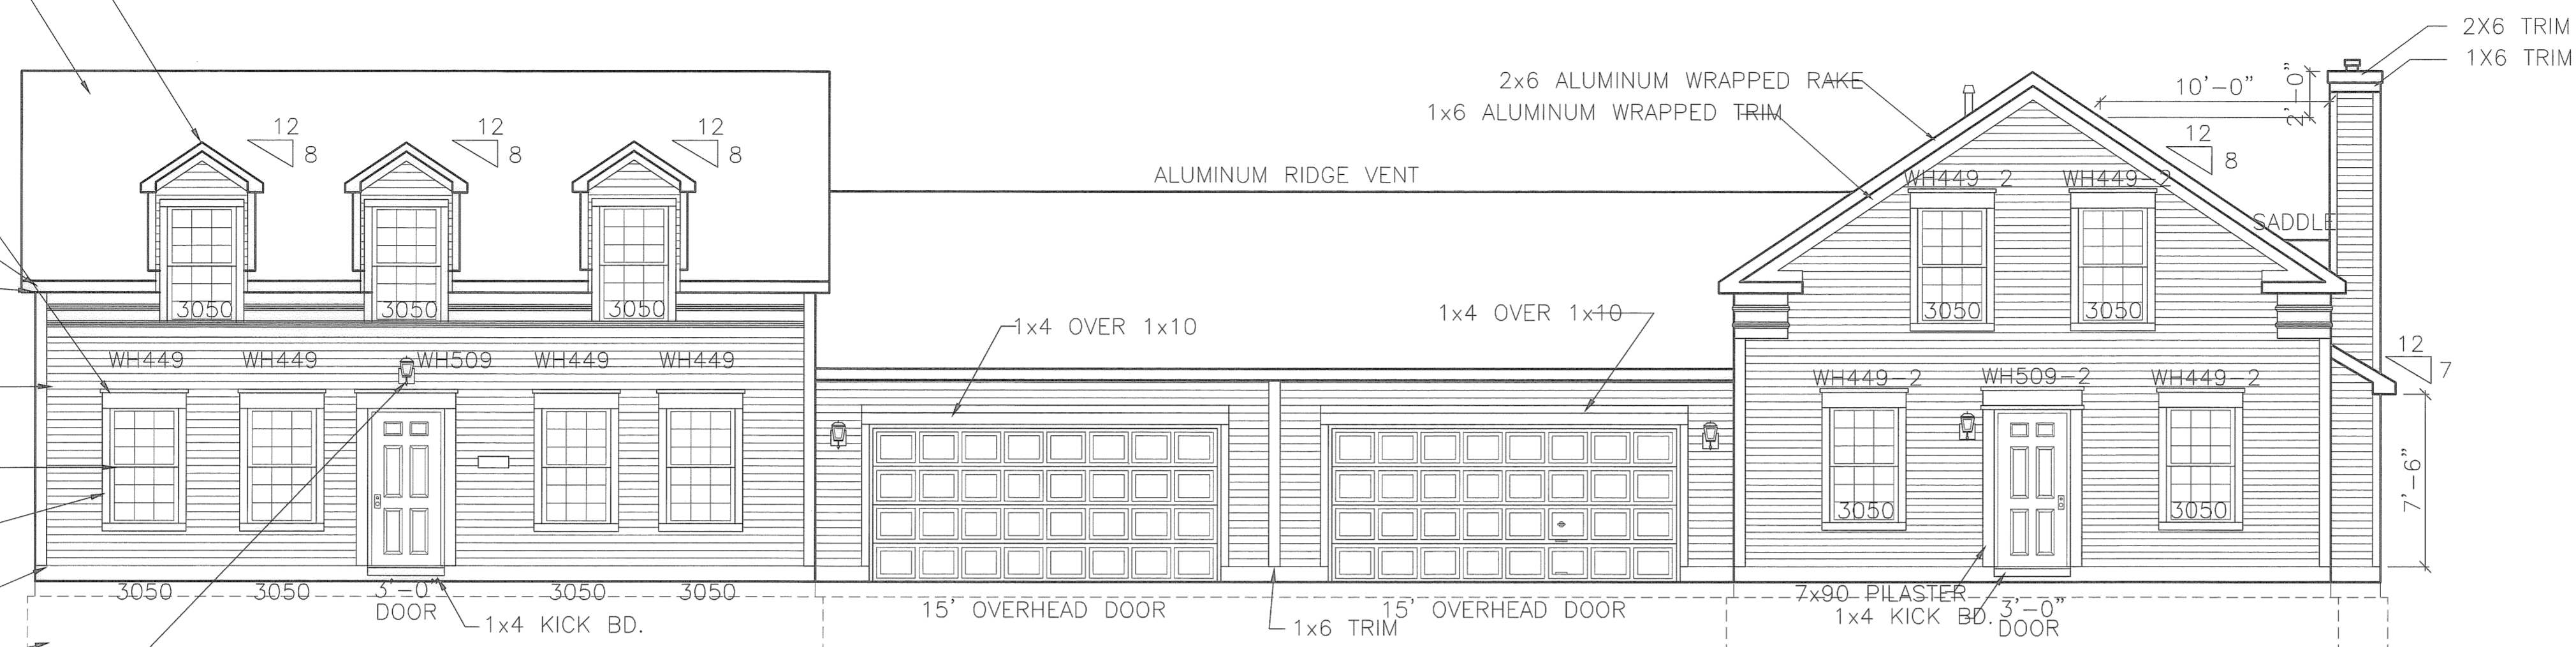 2X6 TRIM
1X6 TRIM
2x6 ALUMINUM WRAPPED RAKE
10'-0"
2'-0"
1x6 ALUMINUM WRAPPED TRIM
12
8
12
8
12
8
12
8
ALUMINUM RIDGE VENT
WH449-2
WH449-2
SADDLE
3050
3050
3050
3050
3050
1x4 OVER 1x10
1x4 OVER 1x10
WH449
WH449
WH509
WH449
WH449
12
7
WH449-2
WH509-2
WH449-2
7'-6"
3050
3050
3050
3050
3'-0"
DOOR
3050
3050
1x4 KICK BD.
15' OVERHEAD DOOR
1x6 TRIM
15' OVERHEAD DOOR
7x90 PILASTER
1x4 KICK BD.
3'-0"
DOOR